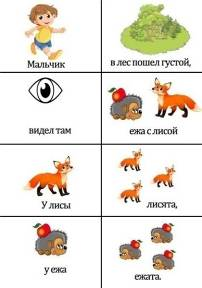 Мальчик
в лес пошел густой,
видел там
ежа с лисой
У лисы
лисята,
у ежа
ежата.